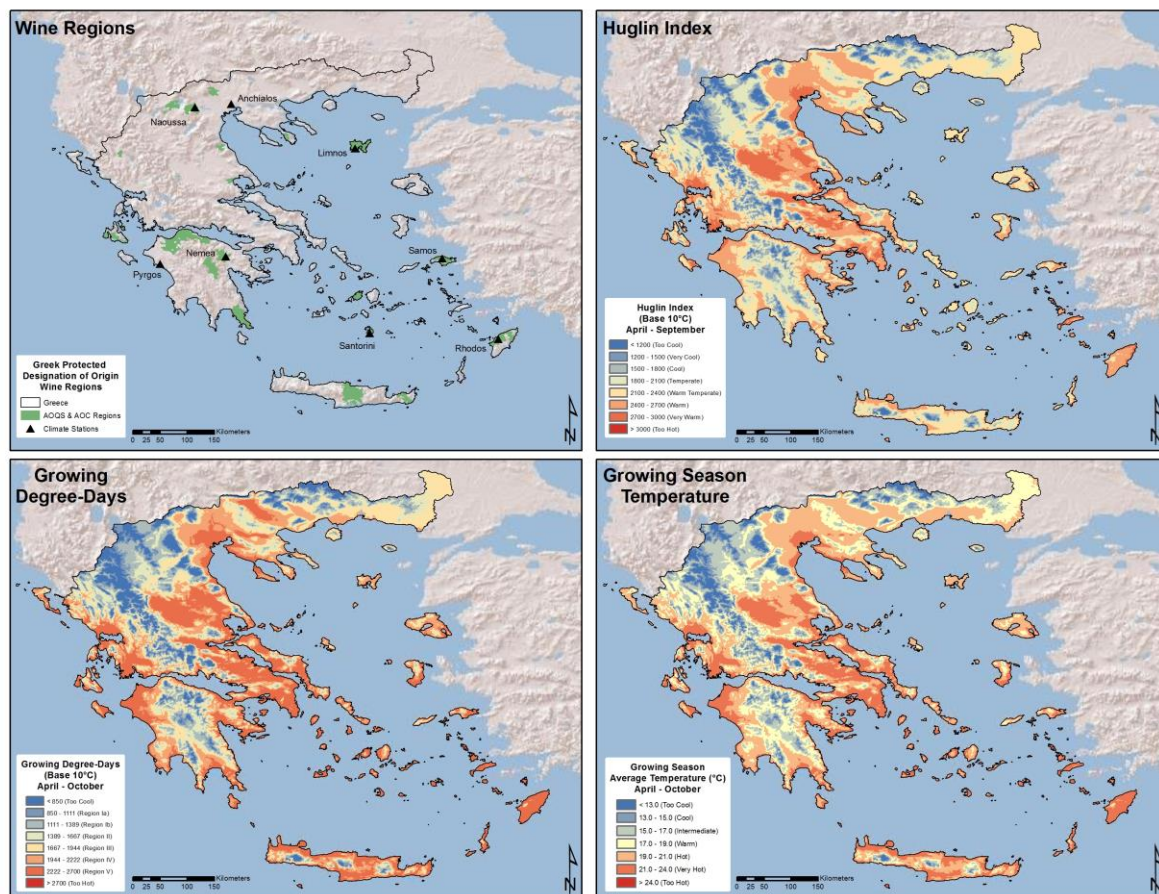 Wine Regions
Anchialos
Naoussa
Limnos
Nemea
Samos
Pyrgos
Santorini
Rhodos
Greek Protected
Designation of Origin
Wine Regions
Greece
AOQS & AOC Regions
Climate Stations
0 25 50 100 150
Kilometers
N
Huglin Index
Huglin Index
(Base 10°C)
April - September
< 1200 (Too Cool)
1200 - 1500 (Very Cool)
1500 - 1800 (Cool)
1800 - 2100 (Temperate)
2100 - 2400 (Warm Temperate)
2400 - 2700 (Warm)
2700 - 3000 (Very Warm)
> 3000 (Too Hot)
0 25 50 100 150
Kilometers
N
Growing
Degree-Days
Growing Degree-Days
(Base 10°C)
April - October
< 850 (Too Cool)
850 - 1111 (Region Ia)
1111 - 1389 (Region Ib)
1389 - 1667 (Region II)
1667 - 1944 (Region III)
1944 - 2222 (Region IV)
2222 - 2700 (Region V)
> 2700 (Too Hot)
0 25 50 100 150
Kilometers
N
Growing Season
Temperature
Growing Season
Average Temperature (°C)
April - October
< 13.0 (Too Cool)
13.0 - 15.0 (Cool)
15.0 - 17.0 (Intermediate)
17.0 - 19.0 (Warm)
19.0 - 21.0 (Hot)
21.0 - 24.0 (Very Hot)
> 24.0 (Too Hot)
0 25 50 100 150
Kilometers
N